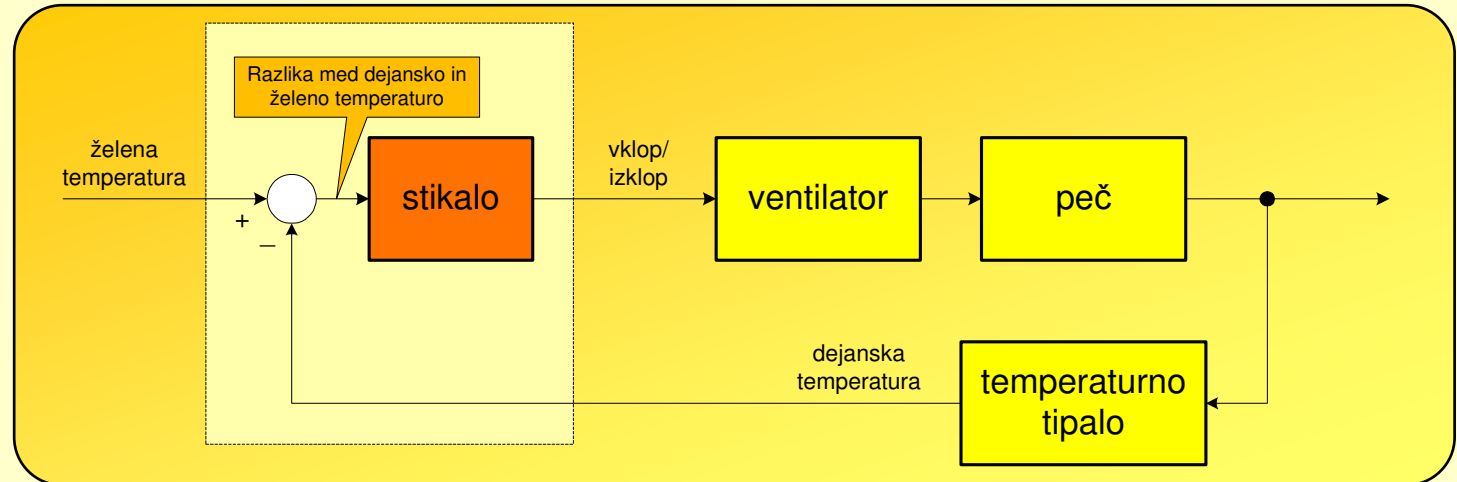 Razlika med dejansko in
želeno temperaturo
želena
temperatura
+
–
stikalo
vklop/
izklop
ventilator
peč
dejanska
temperatura
temperaturno
tipalo